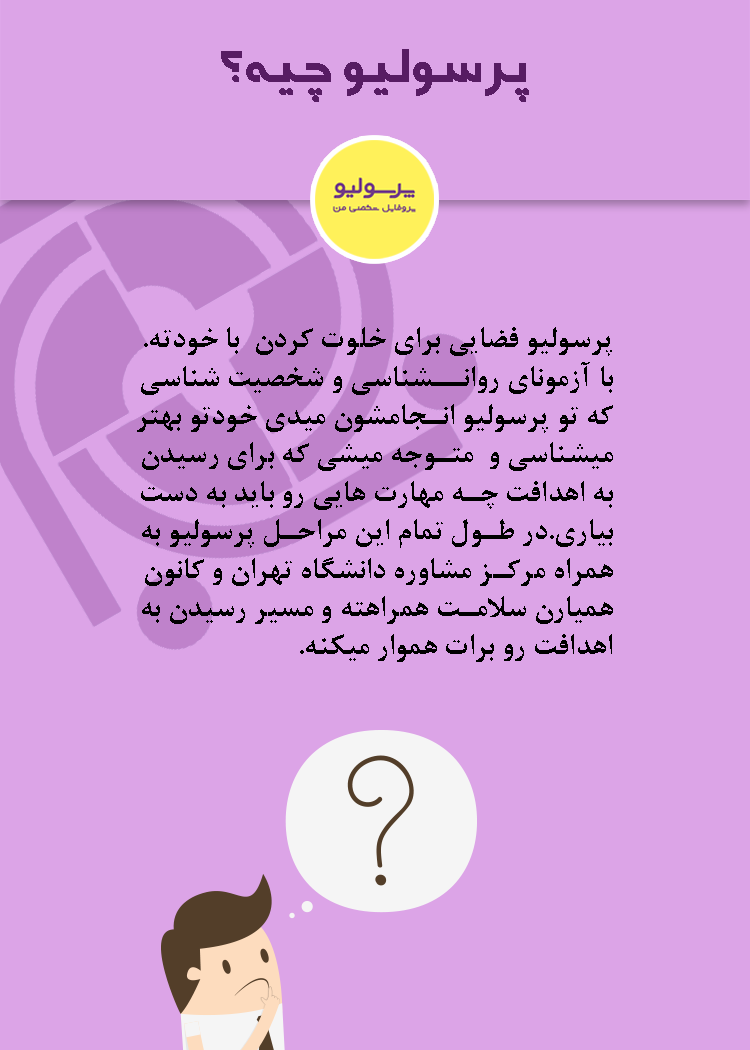 پرسولیو چیه؟
پرسولیو
پروفایل شخصی من
پرسولیو فضایی برای خلوت کردن با خودته.
با آزمونای روانشناسی و شخصیت شناسی
که تو پرسولیو انجامشون میدی خودتو بهتر
میشناسی و متوجه میشی که برای رسیدن
به اهدافت چه مهارت هایی رو باید به دست
بیاری.در طول تمام این مراحل پرسولیو به
همراه مرکز مشاوره دانشگاه تهران و کانون
همیارن سلامت همراهته و مسیر رسیدن به
اهدافت رو برات هموار میکنه.
?